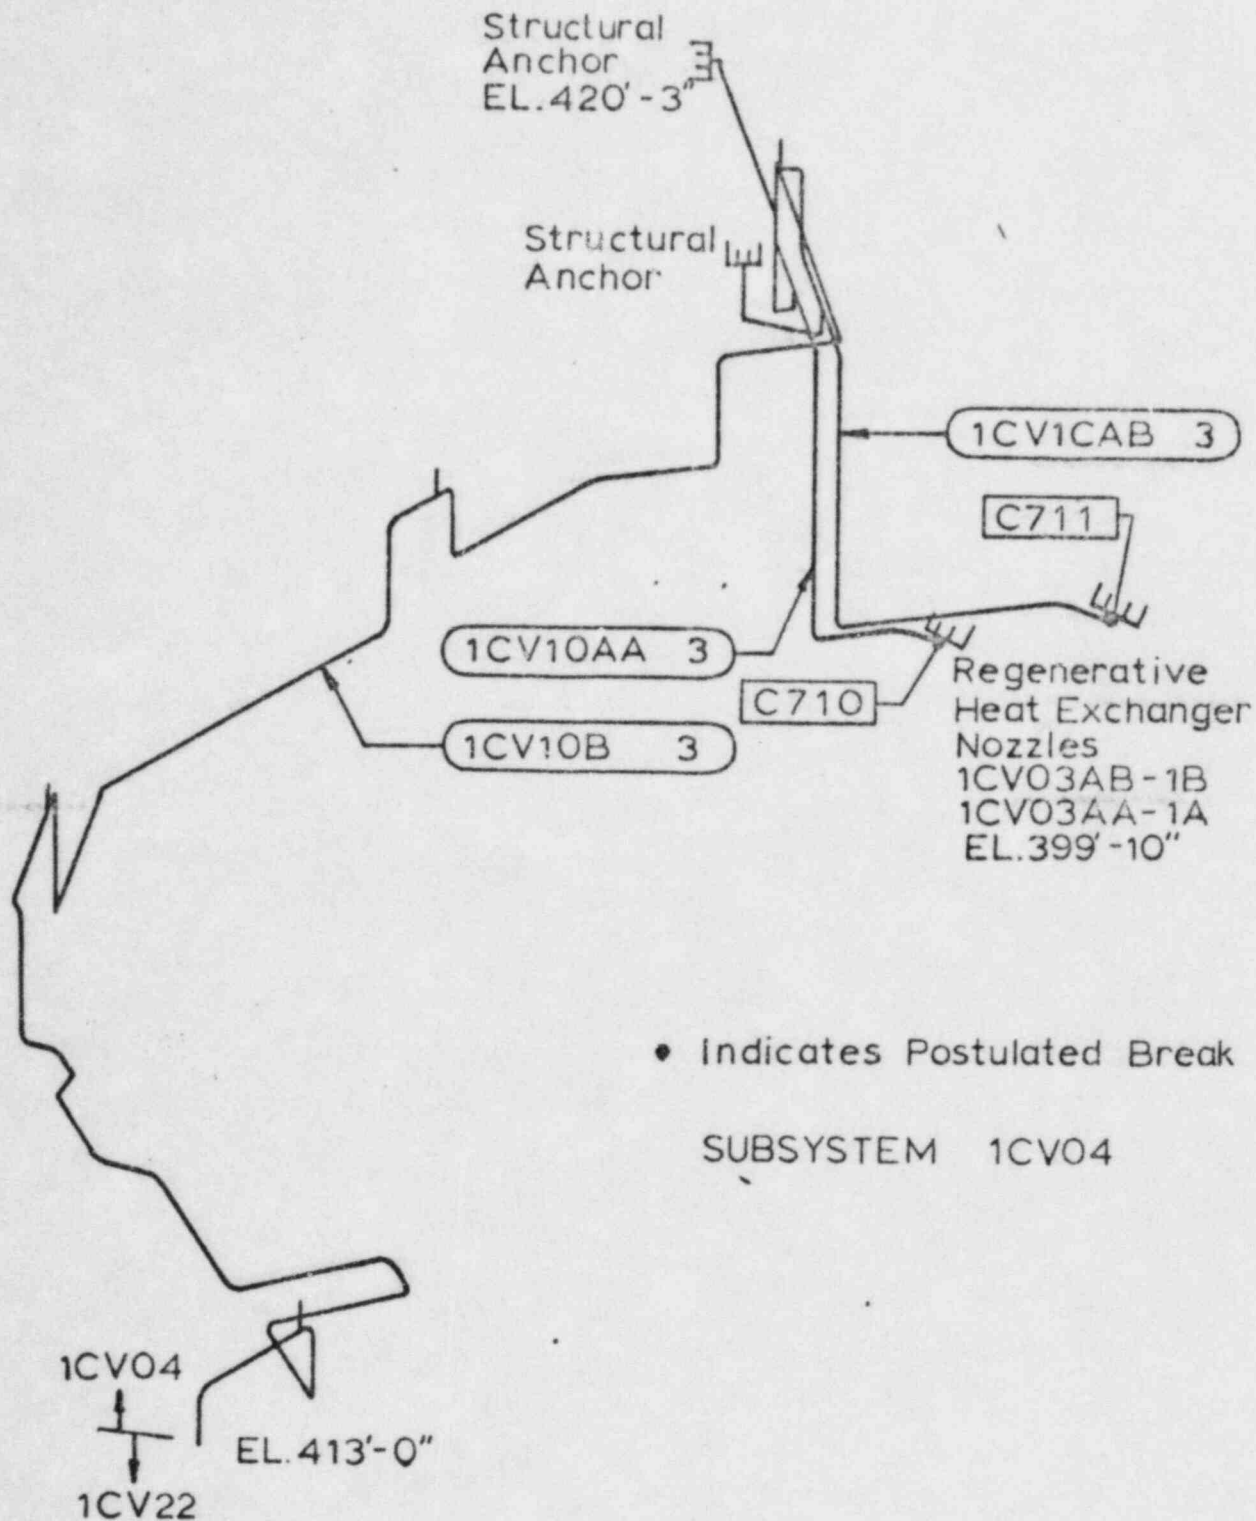 Structural
Anchor
EL.420'-3"
Structural
Anchor
1CV1CAB 3
C711
1CV10AA 3
C710
1CV10B 3
Regenerative
Heat Exchanger
Nozzles
1CV03AB-1B
1CV03AA-1A
EL.399'-10"
• Indicates Postulated Break
SUBSYSTEM 1CV04
1CV04
EL.413'-0"
1CV22